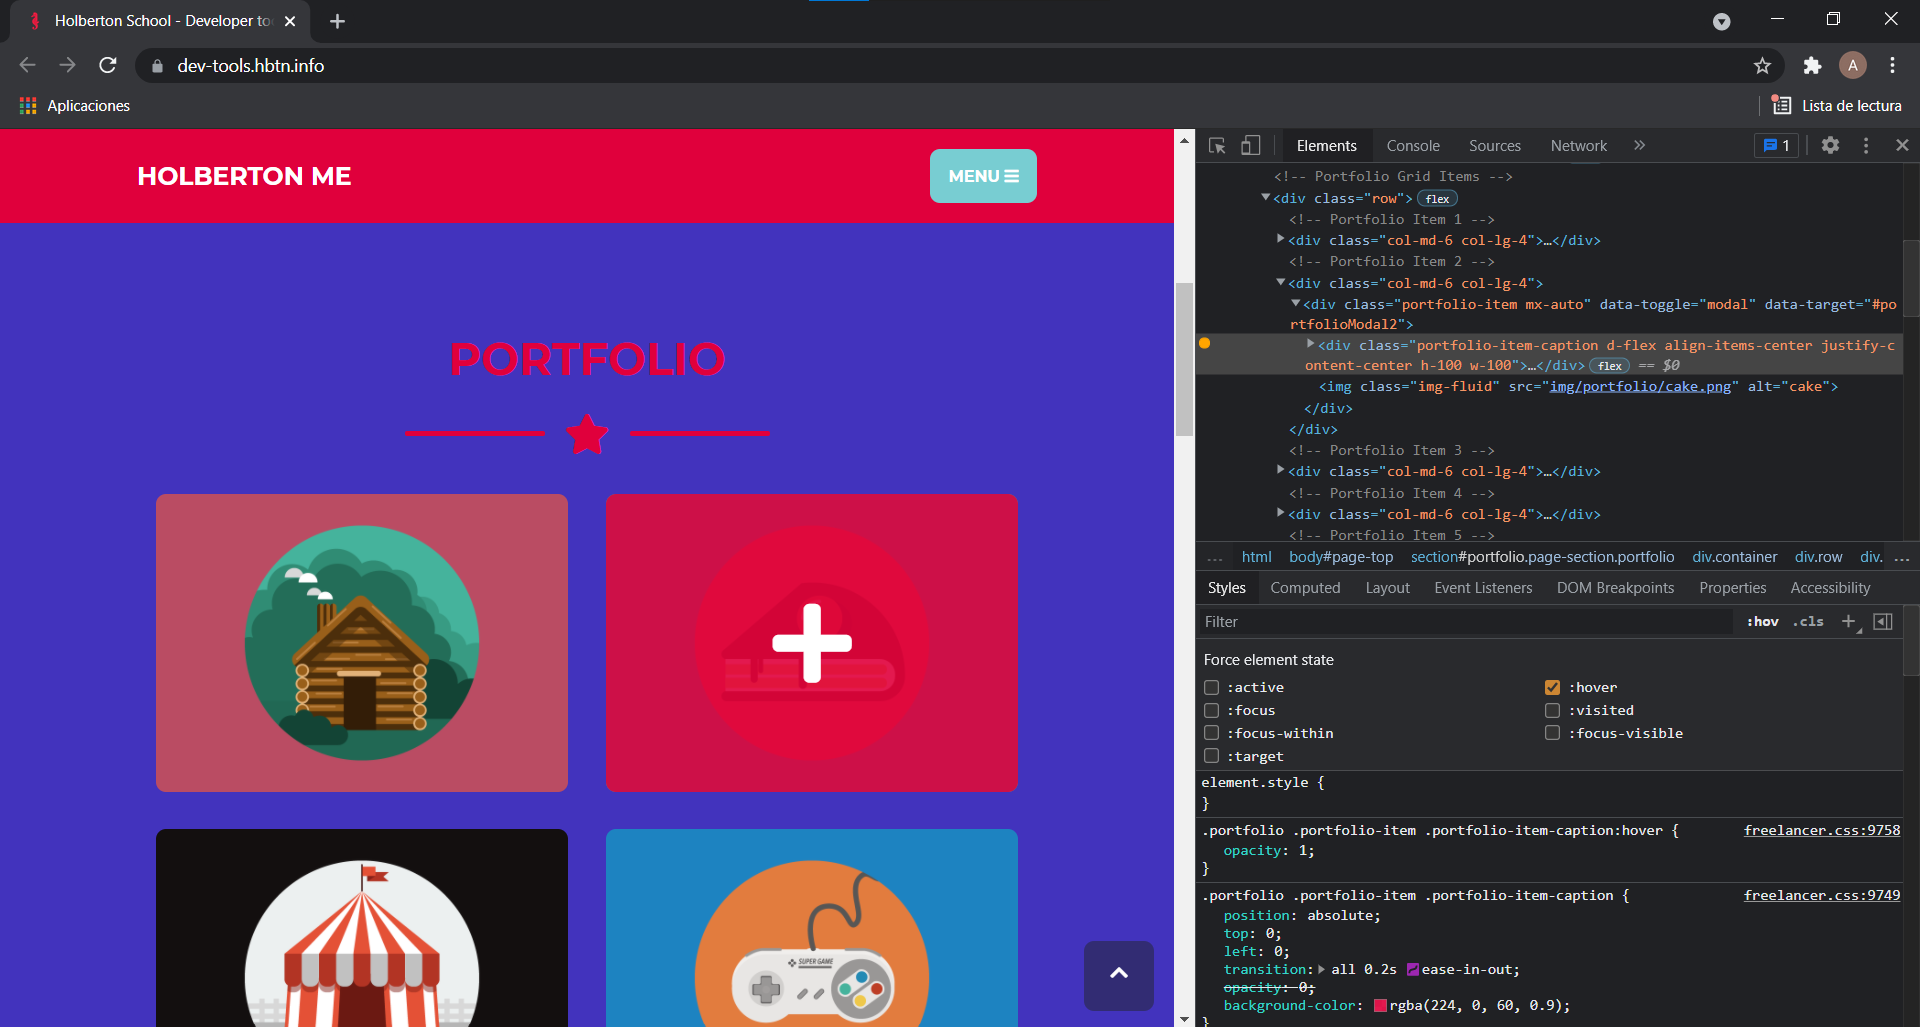 Holberton School - Developer to
dev-tools.hbtn.info
A
Aplicaciones
Lista de lectura
HOLBERTON ME
MENU
PORTFOLIO
SUPER GAME
Elements Console Sources Network » 1
<!-- Portfolio Grid Items -->
<div class="row"> flex
<!-- Portfolio Item 1 -->
<div class="col-md-6 col-lg-4">…</div>
<!-- Portfolio Item 2 -->
<div class="col-md-6 col-lg-4">
<div class="portfolio-item mx-auto" data-toggle="modal" data-target="#po
rtfolioModal2">
<div class="portfolio-item-caption d-flex align-items-center justify-c
ontent-center h-100 w-100">…</div> flex == $0
<img class="img-fluid" src="img/portfolio/cake.png" alt="cake">
</div>
</div>
<!-- Portfolio Item 3 -->
<div class="col-md-6 col-lg-4">…</div>
<!-- Portfolio Item 4 -->
<div class="col-md-6 col-lg-4">…</div>
<!-- Portfolio Item 5 -->
... html body#page-top section#portfolio.page-section.portfolio div.container div.row div. ...
Styles Computed Layout Event Listeners DOM Breakpoints Properties Accessibility
Filter :hov .cls +
Force element state
:active :hover
:focus :visited
:focus-within :focus-visible
:target
element.style {
}
.portfolio .portfolio-item .portfolio-item-caption:hover { freelancer.css:9758
opacity: 1;
}
.portfolio .portfolio-item .portfolio-item-caption { freelancer.css:9749
position: absolute;
top: 0;
left: 0;
transition: all 0.2s ease-in-out;
opacity: 0;
background-color: rgba(224, 0, 60, 0.9);
}